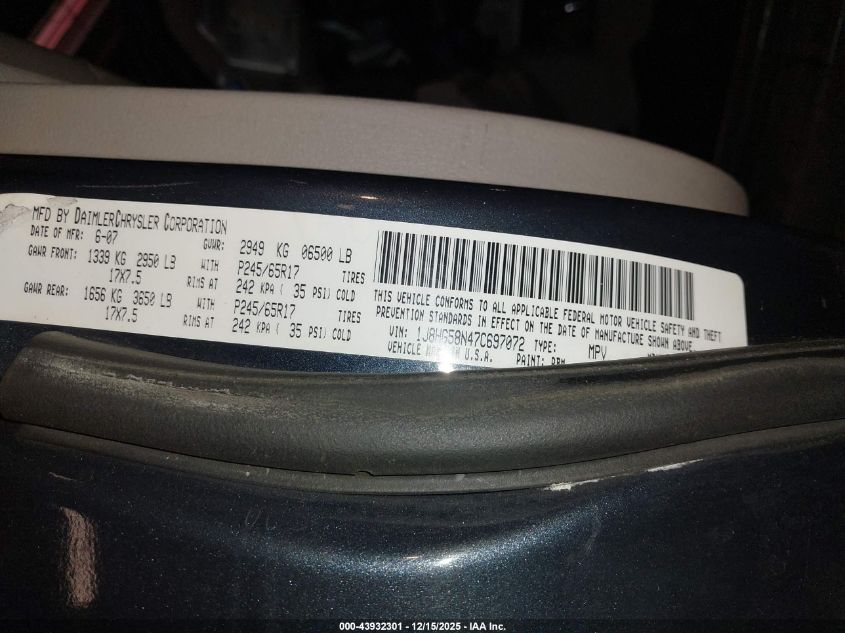 MFD BY DAIMLERCHRYSLER CORPORATION
DATE OF MFR: 6-07 GVWR: 2949 KG 06500 LB
GAWR FRONT: 1339 KG 2950 LB WITH P245/65R17 TIRES
17X7.5 RIMS AT 242 KPA ( 35 PSI) COLD
GAWR REAR: 1656 KG 3650 LB WITH P245/65R17 TIRES
17X7.5 RIMS AT 242 KPA ( 35 PSI) COLD
THIS VEHICLE CONFORMS TO ALL APPLICABLE FEDERAL MOTOR VEHICLE SAFETY AND THEFT
PREVENTION STANDARDS IN EFFECT ON THE DATE OF MANUFACTURE SHOWN ABOVE
VIN: 1J8HG58N47C697072 TYPE: MPV
VEHICLE MADE IN U.S.A. PAINT:
000-43932301 - 12/15/2025 - IAA Inc.